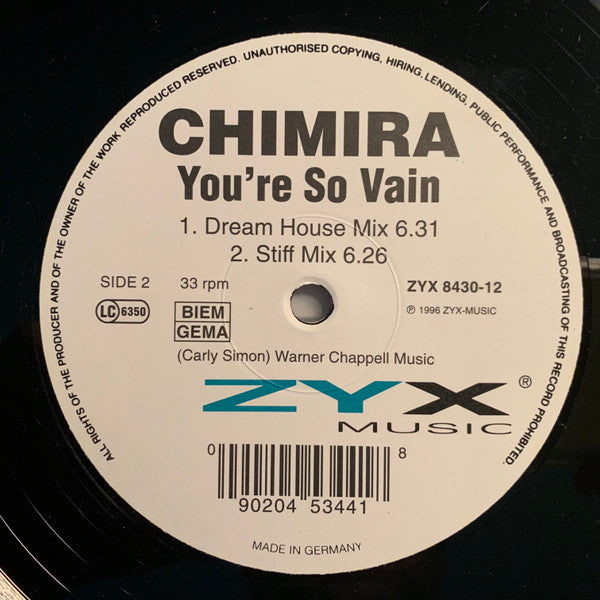 ALL RIGHTS OF THE PRODUCER AND OF THE OWNER OF THE WORK REPRODUCED RESERVED. UNAUTHORISED COPYING, HIRING, LENDING, PUBLIC PERFORMANCE AND BROADCASTING OF THIS RECORD PROHIBITED.
CHIMIRA
You're So Vain
1. Dream House Mix 6.31
2. Stiff Mix 6.26
SIDE 2 33 rpm ZYX 8430-12
LC 6350 BIEM GEMA ℗ 1996 ZYX-MUSIC
(Carly Simon) Warner Chappell Music
ZYX®
MUSIC
0 90204 53441 8
MADE IN GERMANY